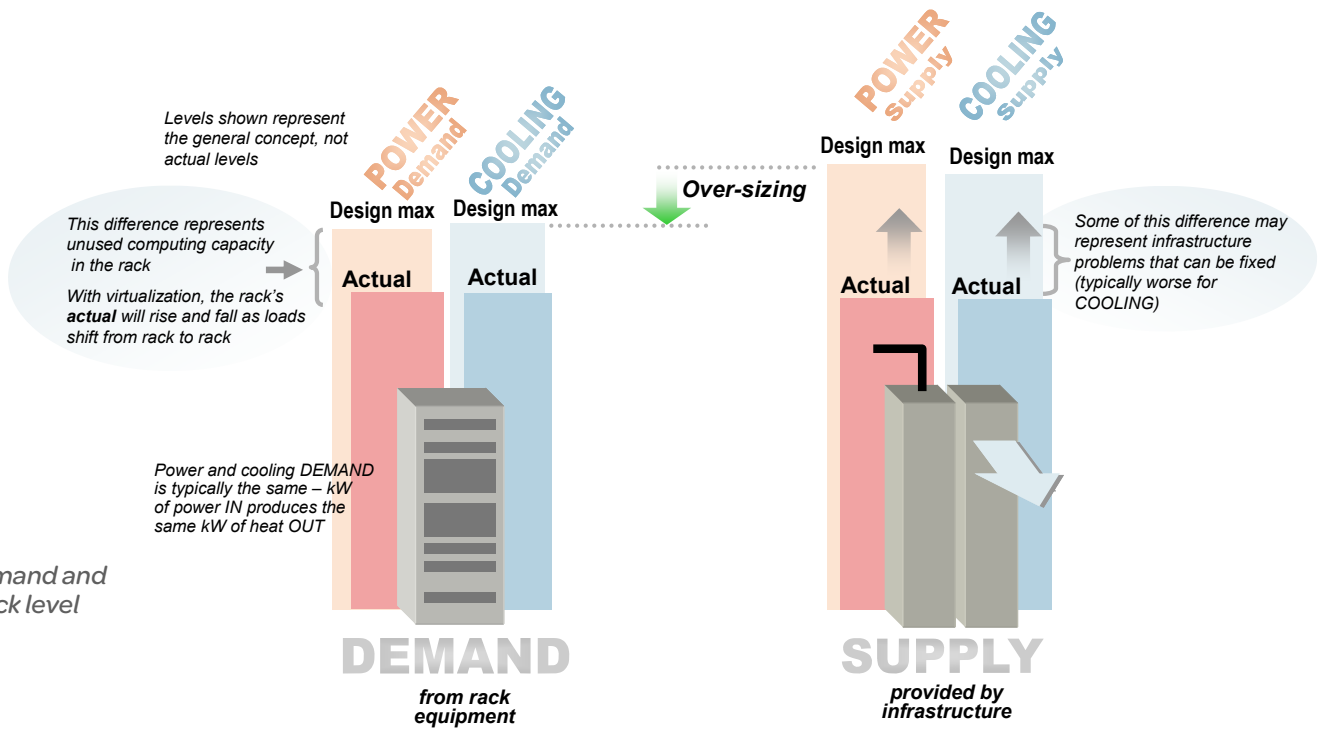 Levels shown represent
the general concept, not
actual levels
This difference represents
unused computing capacity
in the rack
With virtualization, the rack’s
actual will rise and fall as loads
shift from rack to rack
Power and cooling DEMAND
is typically the same – kW
of power IN produces the
same kW of heat OUT
mand and
ck level
POWER
Demand
COOLING
Demand
Design max
Design max
Actual
Actual
DEMAND
from rack
equipment
Over-sizing
POWER
Supply
COOLING
Supply
Design max
Design max
Actual
Actual
SUPPLY
provided by
infrastructure
Some of this difference may
represent infrastructure
problems that can be fixed
(typically worse for
COOLING)